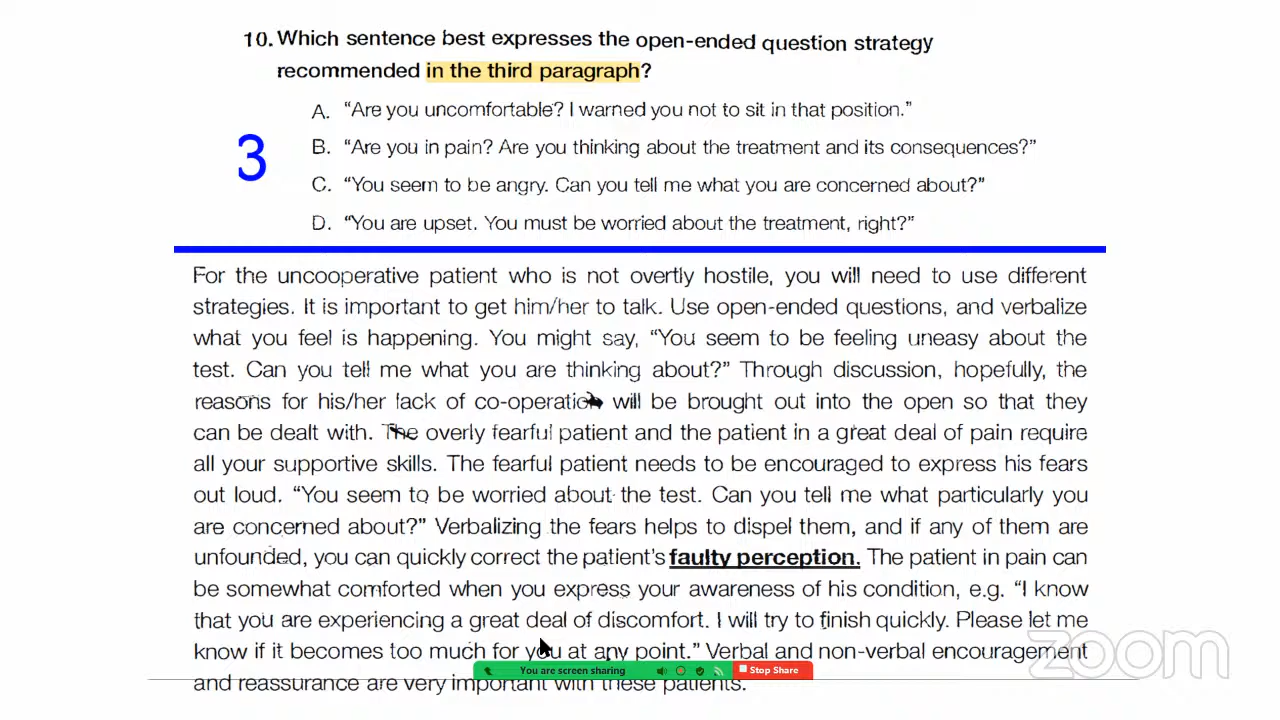 10. Which sentence best expresses the open-ended question strategy
recommended in the third paragraph?
A. “Are you uncomfortable? I warned you not to sit in that position.”
3
B. “Are you in pain? Are you thinking about the treatment and its consequences?”
C. “You seem to be angry. Can you tell me what you are concerned about?”
D. “You are upset. You must be worried about the treatment, right?”
For the uncooperative patient who is not overtly hostile, you will need to use different
strategies. It is important to get him/her to talk. Use open-ended questions, and verbalize
what you feel is happening. You might say, “You seem to be feeling uneasy about the
test. Can you tell me what you are thinking about?” Through discussion, hopefully, the
reasons for his/her lack of co-operation will be brought out into the open so that they
can be dealt with. The overly fearful patient and the patient in a great deal of pain require
all your supportive skills. The fearful patient needs to be encouraged to express his fears
out loud. “You seem to be worried about the test. Can you tell me what particularly you
are concerned about?” Verbalizing the fears helps to dispel them, and if any of them are
unfounded, you can quickly correct the patient’s faulty perception. The patient in pain can
be somewhat comforted when you express your awareness of his condition, e.g. “I know
that you are experiencing a great deal of discomfort. I will try to finish quickly. Please let me
know if it becomes too much for you at any point.” Verbal and non-verbal encouragement
and reassurance are very important with these patients.
You are screen sharing
Stop Share
zoom